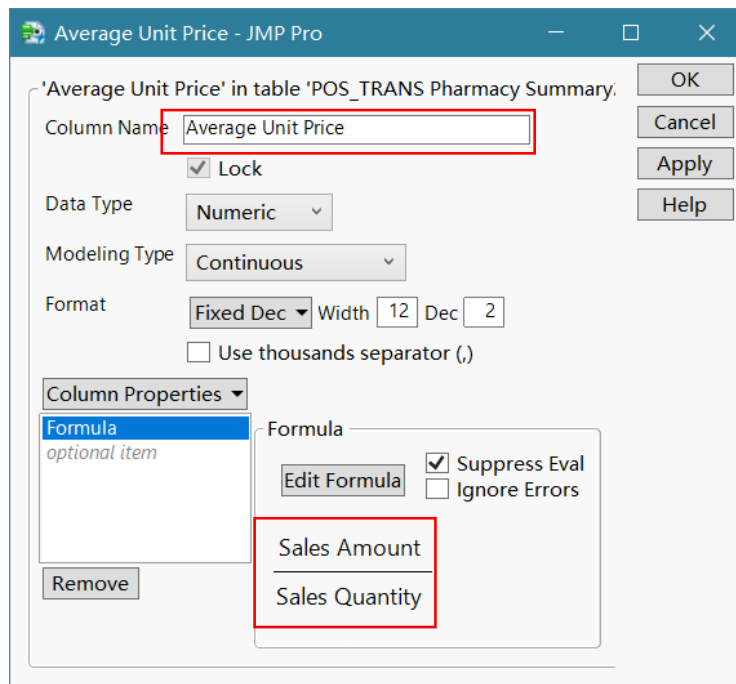 Average Unit Price - JMP Pro
'Average Unit Price' in table 'POS_TRANS Pharmacy Summary
OK
Column Name Average Unit Price
Cancel
Lock
Apply
Data Type Numeric
Help
Modeling Type Continuous
Format Fixed Dec Width 12 Dec 2
Use thousands separator (,)
Column Properties
Formula
optional item
Formula
Edit Formula
Suppress Eval
Ignore Errors
Sales Amount
Sales Quantity
Remove